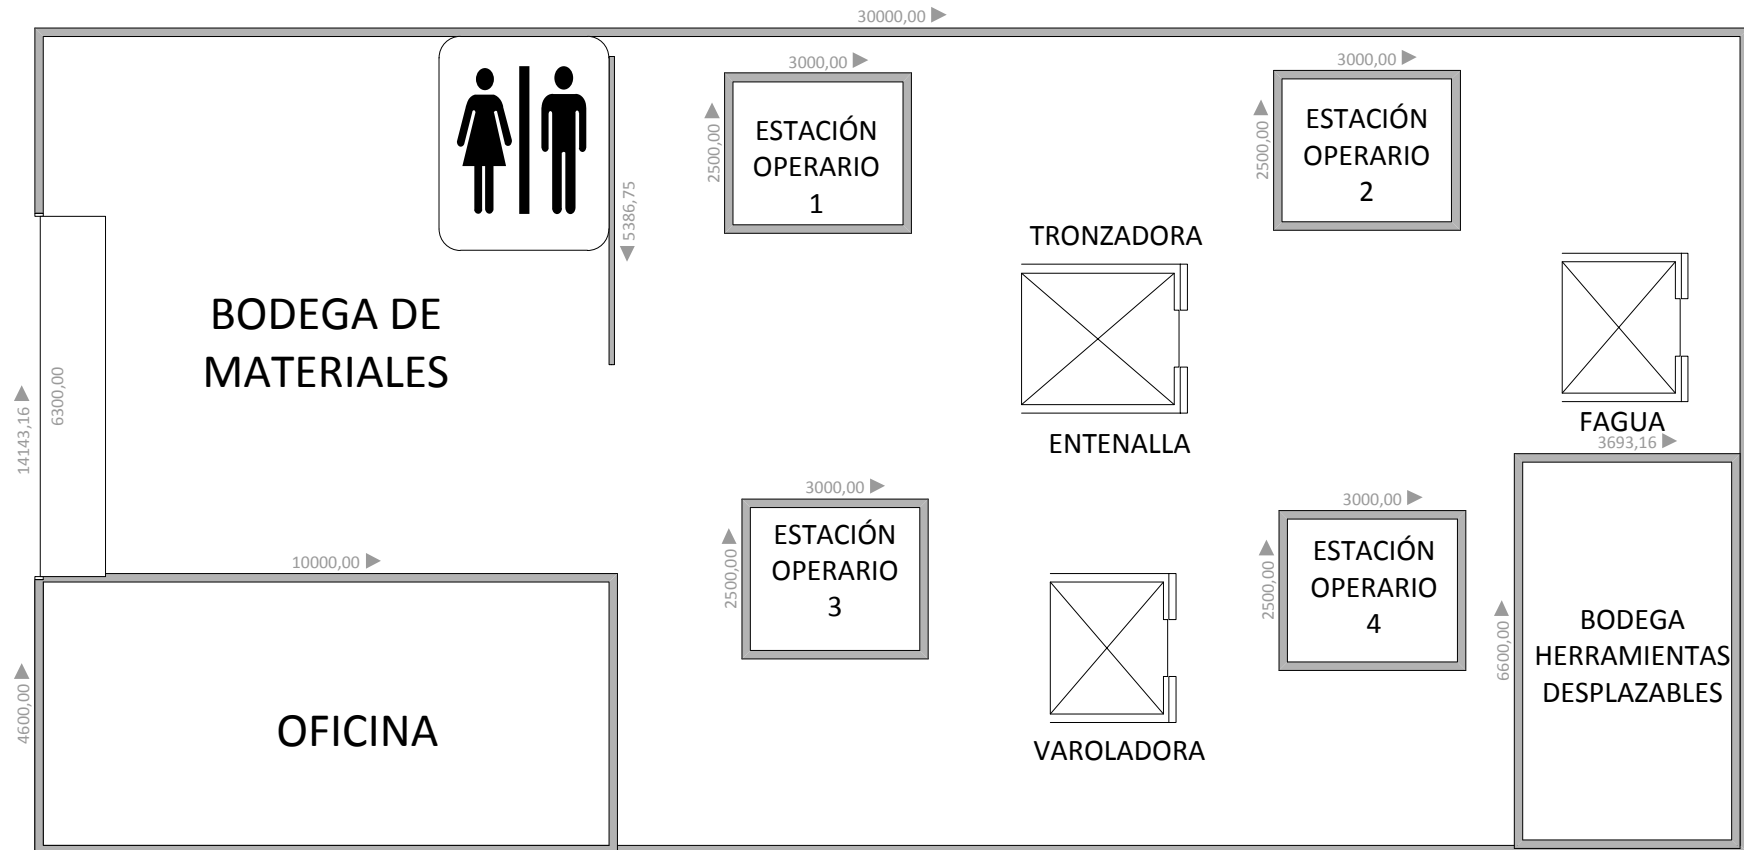 30000,00
3000,00
3000,00
2500,00
ESTACIÓN
OPERARIO
1
2500,00
ESTACIÓN
OPERARIO
2
5386,75
TRONZADORA
BODEGA DE
MATERIALES
14143,16
6300,00
ENTENALLA
FAGUA
3693,16
3000,00
3000,00
2500,00
ESTACIÓN
OPERARIO
3
2500,00
ESTACIÓN
OPERARIO
4
10000,00
6600,00
BODEGA
HERRAMIENTAS
DESPLAZABLES
4600,00
OFICINA
VAROLADORA